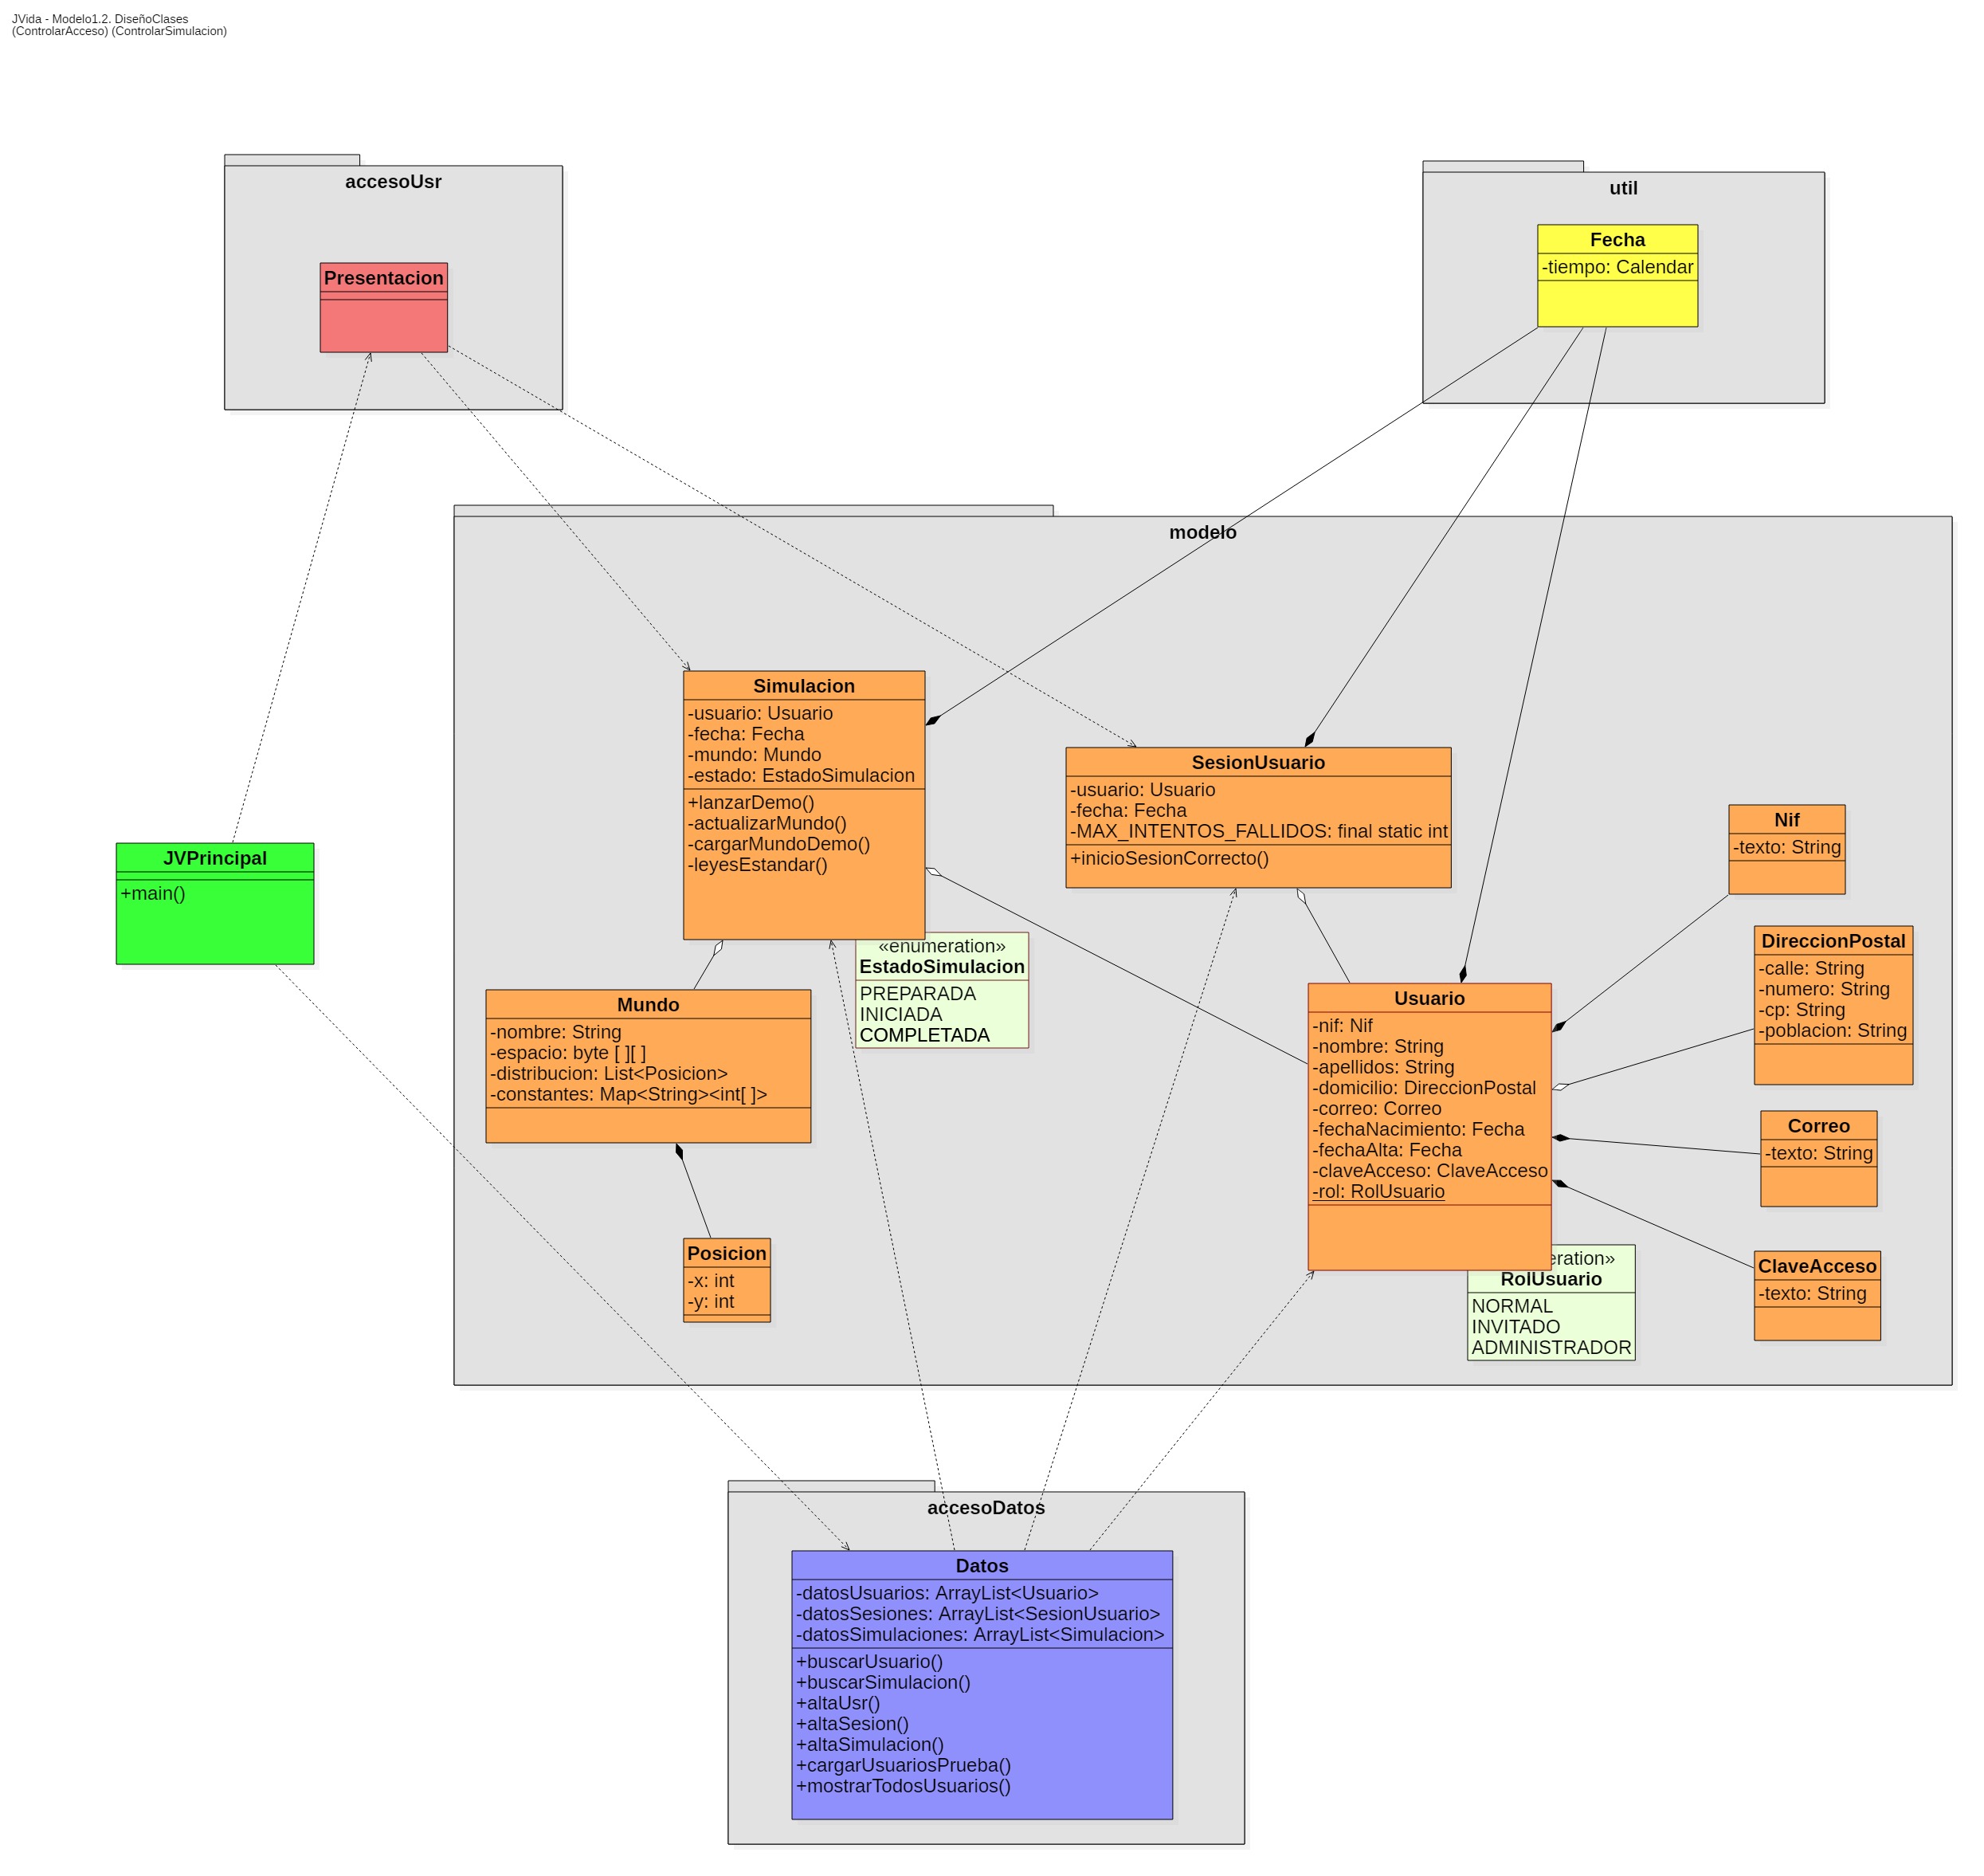 JVida - Modelo1.2. DiseñoClases
(ControlarAcceso) (ControlarSimulacion)
accesoUsr
Presentacion
util
Fecha
-tiempo: Calendar
modelo
Simulacion
-usuario: Usuario
-fecha: Fecha
-mundo: Mundo
-estado: EstadoSimulacion
+lanzarDemo()
-actualizarMundo()
-cargarMundoDemo()
-leyesEstandar()
SesionUsuario
-usuario: Usuario
-fecha: Fecha
-MAX_INTENTOS_FALLIDOS: final static int
+inicioSesionCorrecto()
Nif
-texto: String
JVPrincipal
+main()
DireccionPostal
-calle: String
-numero: String
-cp: String
-poblacion: String
«enumeration»
EstadoSimulacion
PREPARADA
INICIADA
COMPLETADA
Mundo
-nombre: String
-espacio: byte [ ][ ]
-distribucion: List<Posicion>
-constantes: Map<String><int[ ]>
Usuario
-nif: Nif
-nombre: String
-apellidos: String
-domicilio: DireccionPostal
-correo: Correo
-fechaNacimiento: Fecha
-fechaAlta: Fecha
-claveAcceso: ClaveAcceso
-rol: RolUsuario
Correo
-texto: String
Posicion
-x: int
-y: int
eration»
RolUsuario
NORMAL
INVITADO
ADMINISTRADOR
ClaveAcceso
-texto: String
accesoDatos
Datos
-datosUsuarios: ArrayList<Usuario>
-datosSesiones: ArrayList<SesionUsuario>
-datosSimulaciones: ArrayList<Simulacion>
+buscarUsuario()
+buscarSimulacion()
+altaUsr()
+altaSesion()
+altaSimulacion()
+cargarUsuariosPrueba()
+mostrarTodosUsuarios()